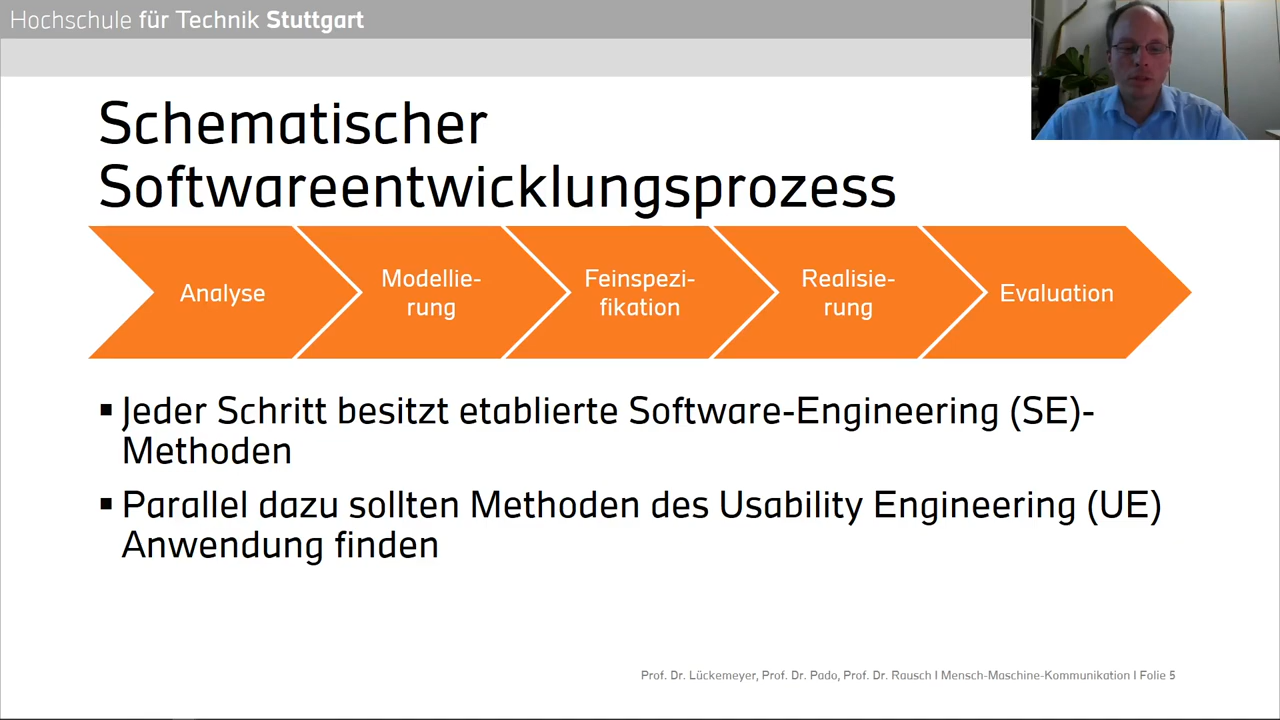 Hochschule für Technik Stuttgart
Schematischer
Softwareentwicklungsprozess
Analyse
Modellie-
rung
Feinspezi-
fikation
Realisie-
rung
Evaluation
▪ Jeder Schritt besitzt etablierte Software-Engineering (SE)-
Methoden
▪ Parallel dazu sollten Methoden des Usability Engineering (UE)
Anwendung finden
Prof. Dr. Lückemeyer, Prof. Dr. Pado, Prof. Dr. Rausch I Mensch-Maschine-Kommunikation I Folie 5